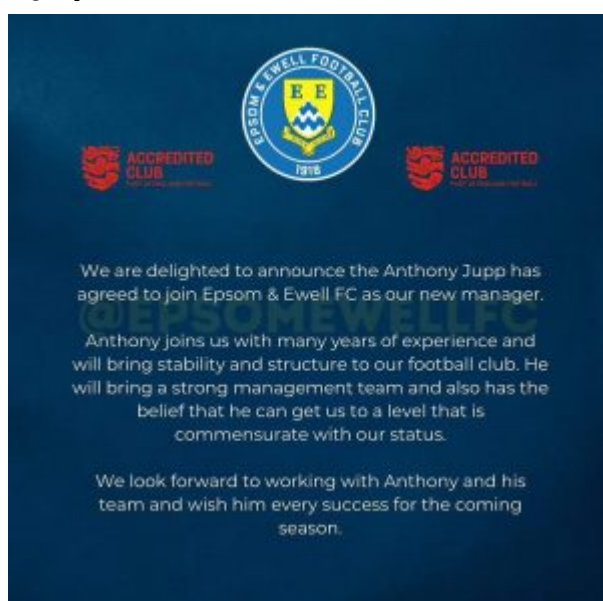 EPSOM & EWELL FOOTBALL CLUB
E E
1918
ACCREDITED
CLUB
ACCREDITED
CLUB
We are delighted to announce the Anthony Jupp has
agreed to join Epsom & Ewell FC as our new manager.
@EPSOMEWELLFC
Anthony joins us with many years of experience and
will bring stability and structure to our football club. He
will bring a strong management team and also has the
belief that he can get us to a level that is
commensurate with our status.
We look forward to working with Anthony and his
team and wish him every success for the coming
season.